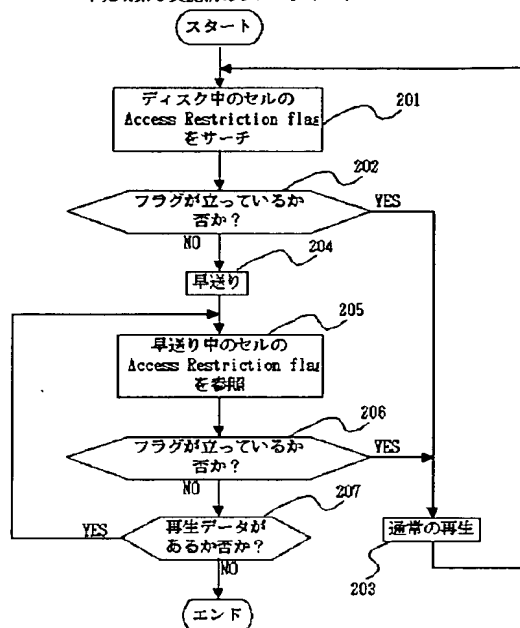 スタート
ディスク中のセルの
Access Restriction flag
をサーチ
201
202
フラグが立っているか
否か？
YES
NO
204
早送り
205
早送り中のセルの
Access Restriction flag
を参照
206
フラグが立っているか
否か？
YES
NO
207
再生データが
あるか否か？
YES
NO
通常の再生
203
エンド